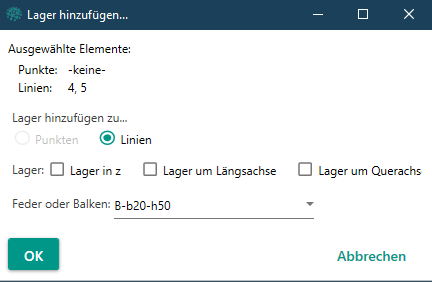 Lager hinzufügen...
Ausgewählte Elemente:
Punkte: -keine-
Linien: 4, 5
Lager hinzufügen zu...
Punkten Linien
Lager: Lager in z Lager um Längsachse Lager um Querachs
Feder oder Balken: B-b20-h50
OK Abbrechen